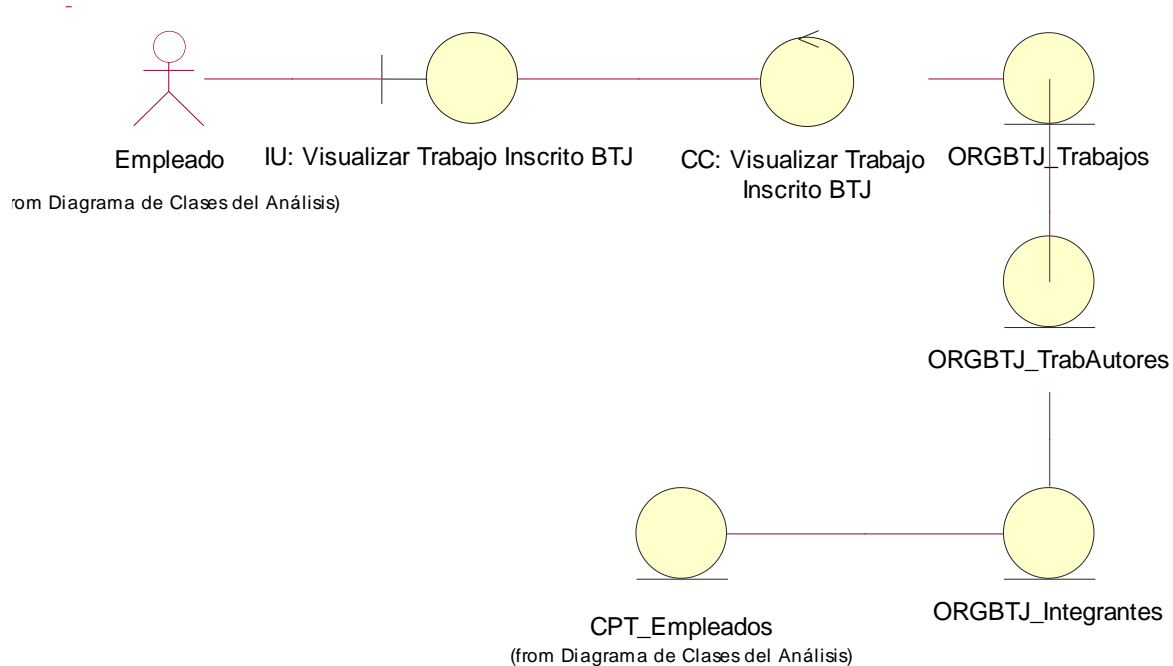 Empleado
rom Diagrama de Clases del Análisis)
IU: Visualizar Trabajo Inscrito BTJ
CC: Visualizar Trabajo
Inscrito BTJ
ORGBTJ_Trabajos
ORGBTJ_TrabAutores
ORGBTJ_Integrantes
CPT_Empleados
(from Diagrama de Clases del Análisis)